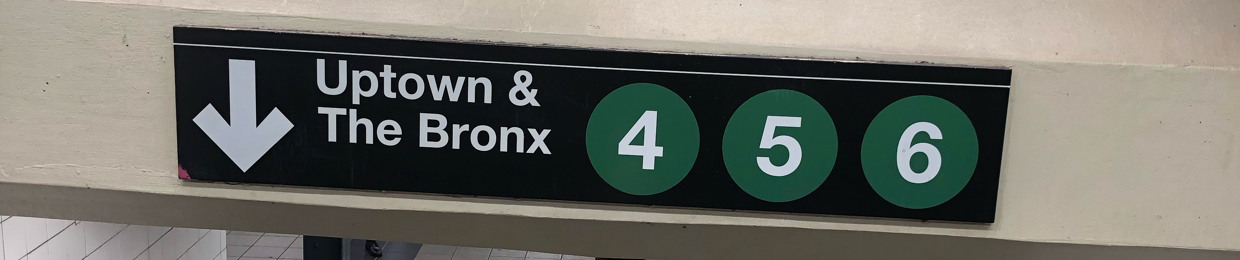 Uptown &
The Bronx
4 5 6